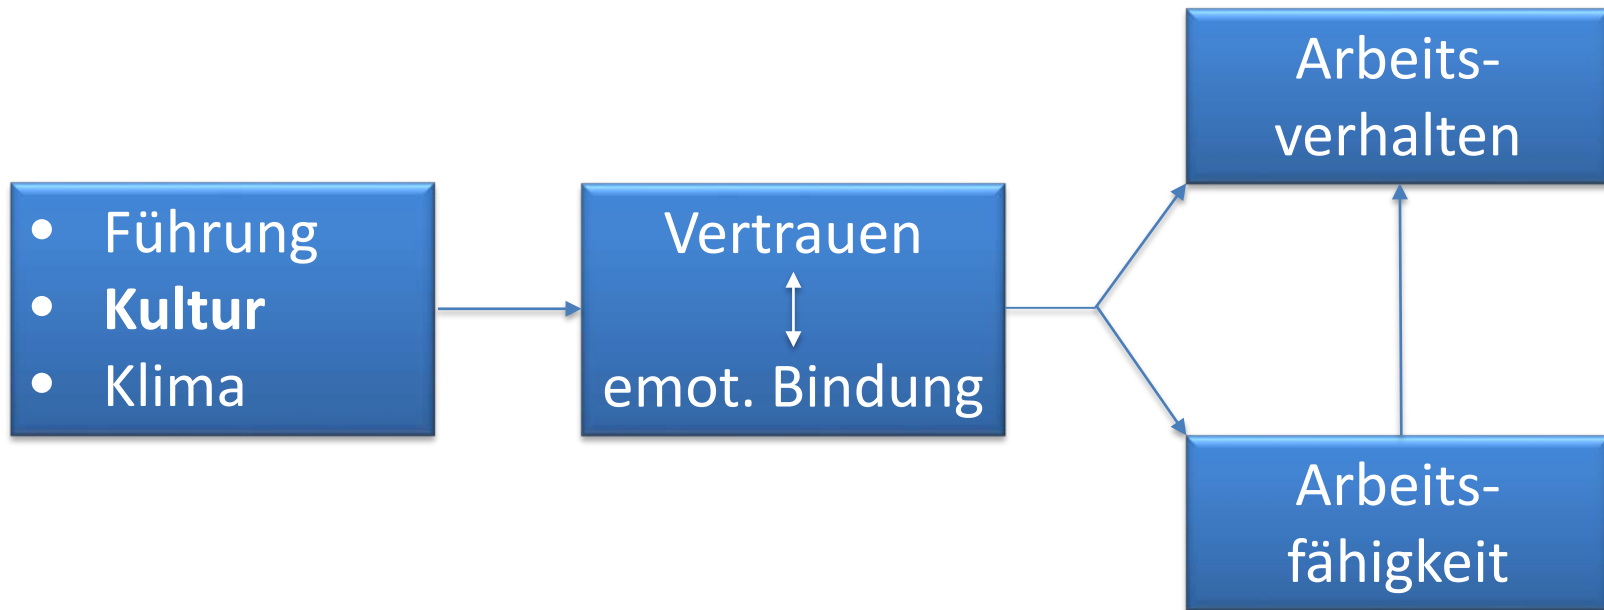 • Führung
• Kultur
• Klima
Vertrauen
emot. Bindung
Arbeits-
verhalten
Arbeits-
fähigkeit